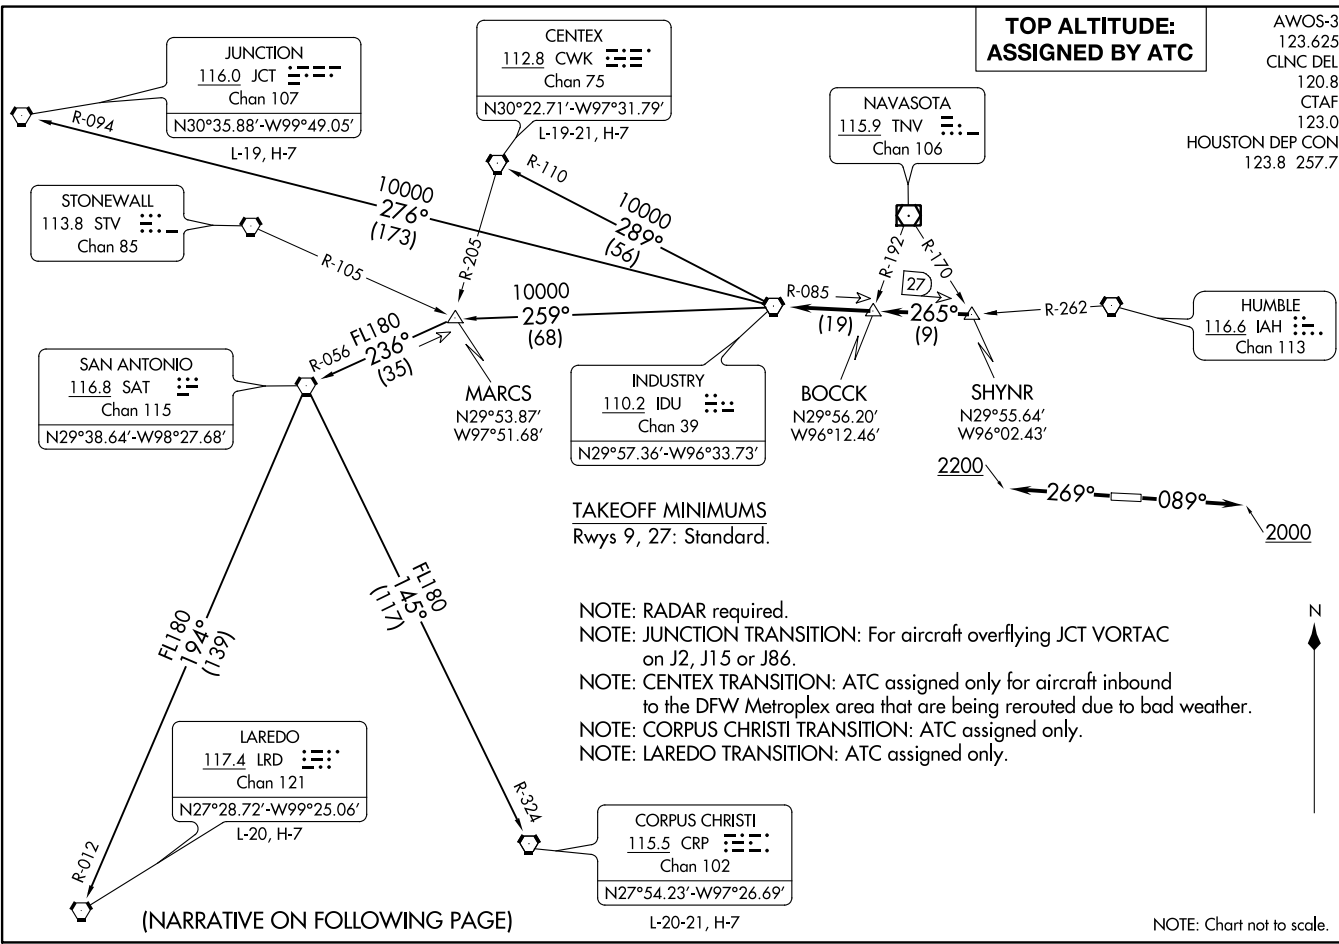 TOP ALTITUDE:
ASSIGNED BY ATC
AWOS-3
123.625
CLNC DEL
120.8
CTAF
123.0
HOUSTON DEP CON
123.8 257.7
JUNCTION
116.0 JCT
Chan 107
N30°35.88'-W99°49.05'
L-19, H-7
CENTEX
112.8 CWK
Chan 75
N30°22.71'-W97°31.79'
L-19-21, H-7
NAVASOTA
115.9 TNV
Chan 106
STONEWALL
113.8 STV
Chan 85
R-094
R-110
10000
276°
(173)
10000
289°
(56)
R-205
R-105
R-192
R-170
27
10000
259°
(68)
R-085
(19)
265°
(9)
R-262
HUMBLE
116.6 IAH
Chan 113
SAN ANTONIO
116.8 SAT
Chan 115
N29°38.64'-W98°27.68'
R-056
FL180
236°
(35)
MARCS
N29°53.87'
W97°51.68'
INDUSTRY
110.2 IDU
Chan 39
N29°57.36'-W96°33.73'
BOCCK
N29°56.20'
W96°12.46'
SHYNR
N29°55.64'
W96°02.43'
2200
269°
089°
2000
TAKEOFF MINIMUMS
Rwys 9, 27: Standard.
FL180
194°
(139)
FL180
145°
(117)
NOTE: RADAR required.
NOTE: JUNCTION TRANSITION: For aircraft overflying JCT VORTAC
on J2, J15 or J86.
NOTE: CENTEX TRANSITION: ATC assigned only for aircraft inbound
to the DFW Metroplex area that are being rerouted due to bad weather.
NOTE: CORPUS CHRISTI TRANSITION: ATC assigned only.
NOTE: LAREDO TRANSITION: ATC assigned only.
N
LAREDO
117.4 LRD
Chan 121
N27°28.72'-W99°25.06'
L-20, H-7
R-012
R-324
CORPUS CHRISTI
115.5 CRP
Chan 102
N27°54.23'-W97°26.69'
L-20-21, H-7
(NARRATIVE ON FOLLOWING PAGE)
NOTE: Chart not to scale.